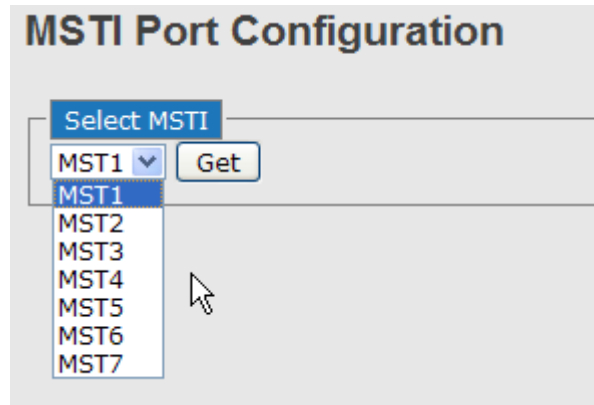 MSTI Port Configuration
Select MSTI
MST1 Get
MST1
MST2
MST3
MST4
MST5
MST6
MST7